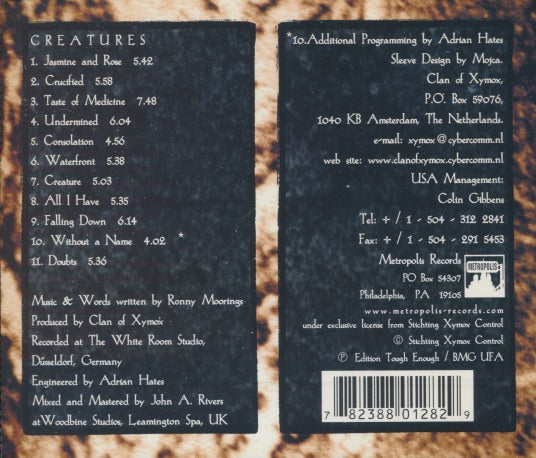 CREATURES
1. Jasmine and Rose 5.42
2. Crucified 5.58
3. Taste of Medicine 7.48
4. Undermined 6.04
5. Consolation 4.56
6. Waterfront 5.38
7. Creature 5.03
8. All I Have 5.35
9. Falling Down 6.14
10. Without a Name 4.02 *
11. Doubts 5.36
Music & Words written by Ronny Moorings
Produced by Clan of Xymox
Recorded at The White Room Studio,
Düsseldorf, Germany
Engineered by Adrian Hates
Mixed and Mastered by John A. Rivers
at Woodbine Studios, Leamington Spa, UK
*10. Additional Programming by Adrian Hates
Sleeve Design by Mojca.
Clan of Xymox,
P.O. Box 59076,
1040 KB Amsterdam, The Netherlands.
e-mail: xymox@cybercomm.nl
web site: www.clanofxymox.cybercomm.nl
USA Management:
Colin Gibbens
Tel: + / 1 - 504 - 312 2841
Fax: + / 1 - 504 - 291 5453
Metropolis Records
PO Box 54307
Philadelphia, PA 19105
METROPOLIS
www.metropolis-records.com
under exclusive license from Stichting Xymox Control
© Stichting Xymox Control
℗ Edition Tough Enough / BMG UFA
7 82388 01282 9